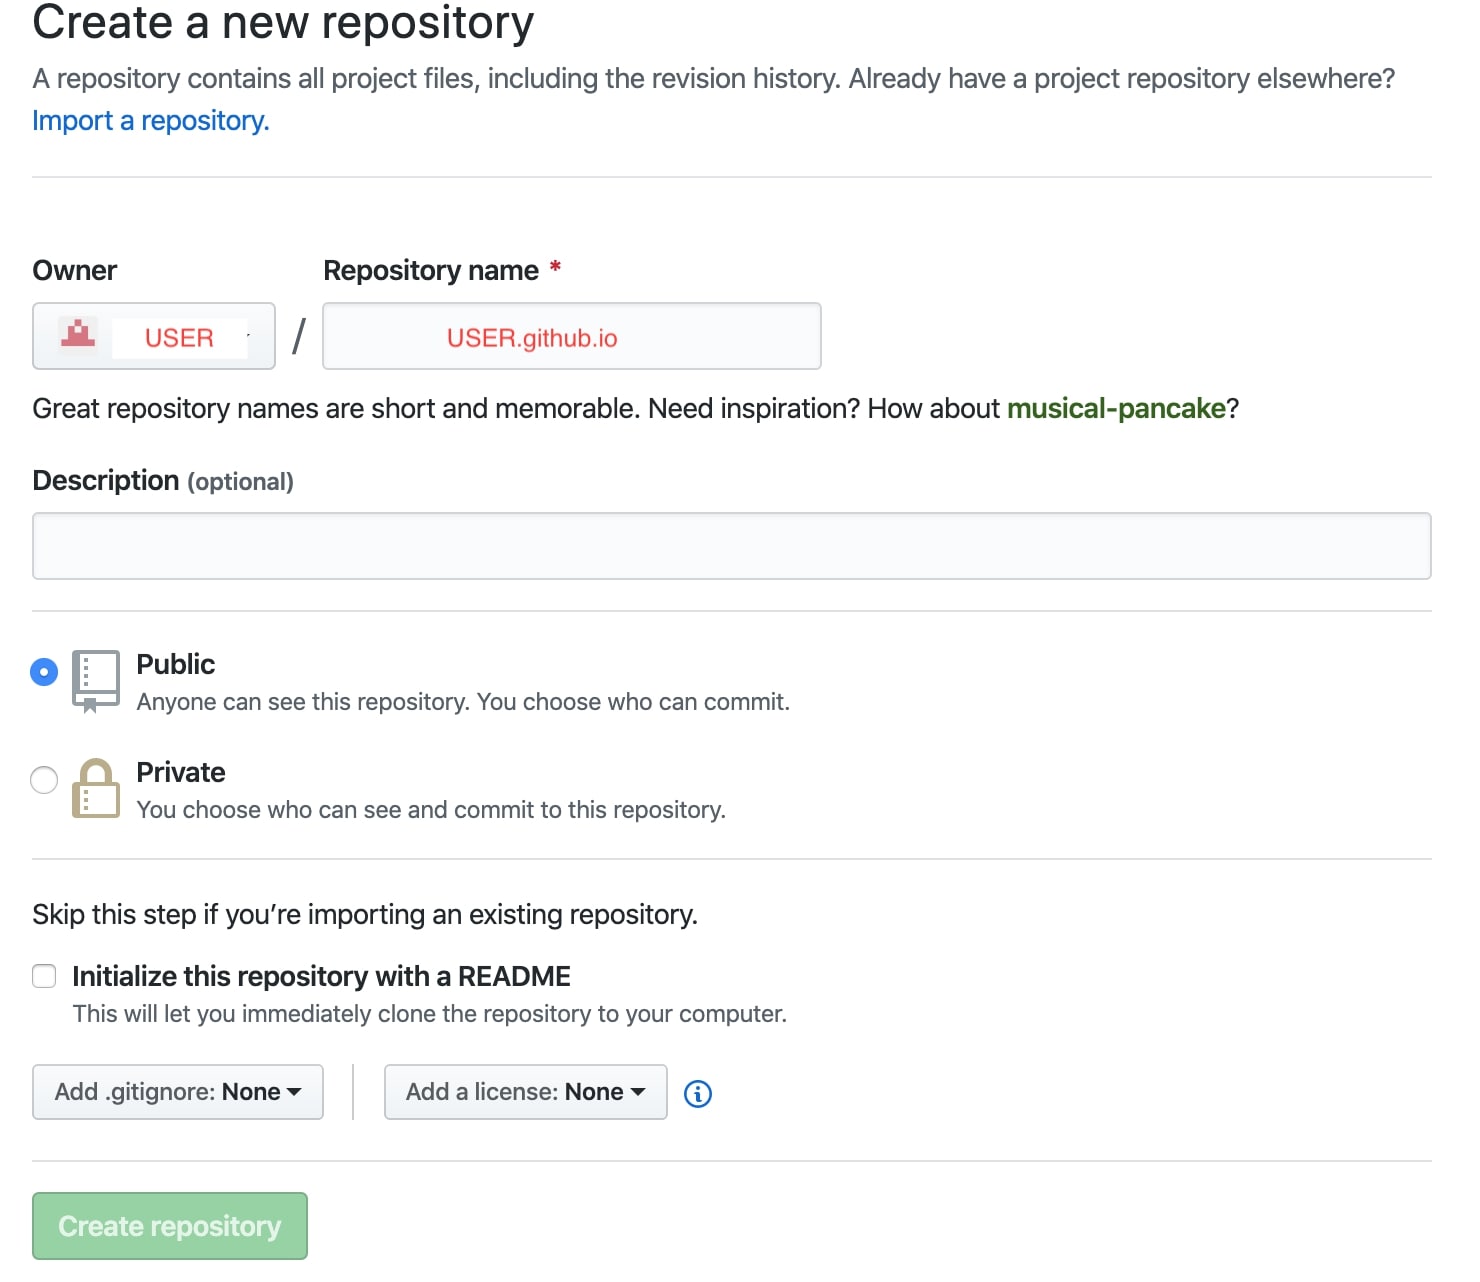 Create a new repository
A repository contains all project files, including the revision history. Already have a project repository elsewhere?
Import a repository.
Owner
Repository name *
USER / USER.github.io
Great repository names are short and memorable. Need inspiration? How about musical-pancake?
Description (optional)
Public
Anyone can see this repository. You choose who can commit.
Private
You choose who can see and commit to this repository.
Skip this step if you’re importing an existing repository.
Initialize this repository with a README
This will let you immediately clone the repository to your computer.
Add .gitignore: None
Add a license: None
Create repository